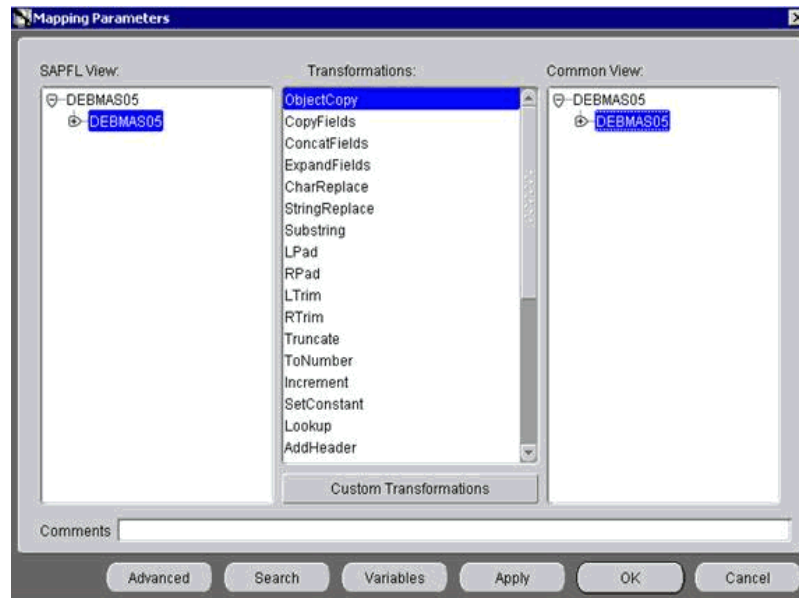 Mapping Parameters
SAPFL View:
Transformations:
Common View:
DEBMAS05
DEBMAS05
ObjectCopy
CopyFields
ConcatFields
ExpandFields
CharReplace
StringReplace
Substring
LPad
RPad
LTrim
RTrim
Truncate
ToNumber
Increment
SetConstant
Lookup
AddHeader
Custom Transformations
DEBMAS05
DEBMAS05
Comments
Advanced
Search
Variables
Apply
OK
Cancel